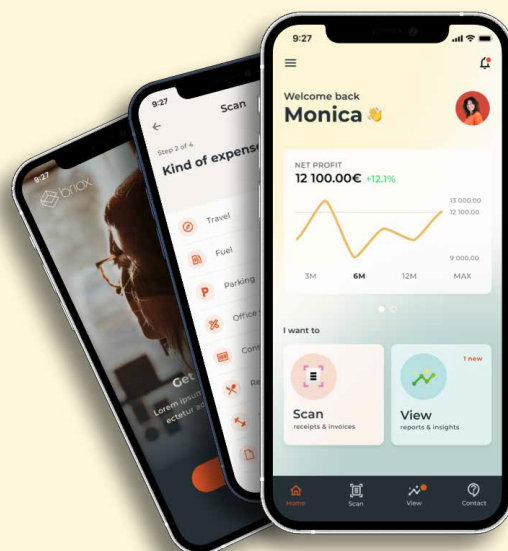 9:27
briox
Get
Lorem ipsum
ectetur ad
9:27
Scan
Step 2 of 4
Kind of expense
Travel
Fuel
P
Parking
Office
Con
Re
9:27
Welcome back
Monica
NET PROFIT
12 100.00€ +12.1%
13 000.00
12 100.00
9 000.00
3M 6M 12M MAX
I want to
Scan
receipts & invoices
1 new
View
reports & insights
Home Scan View Contact